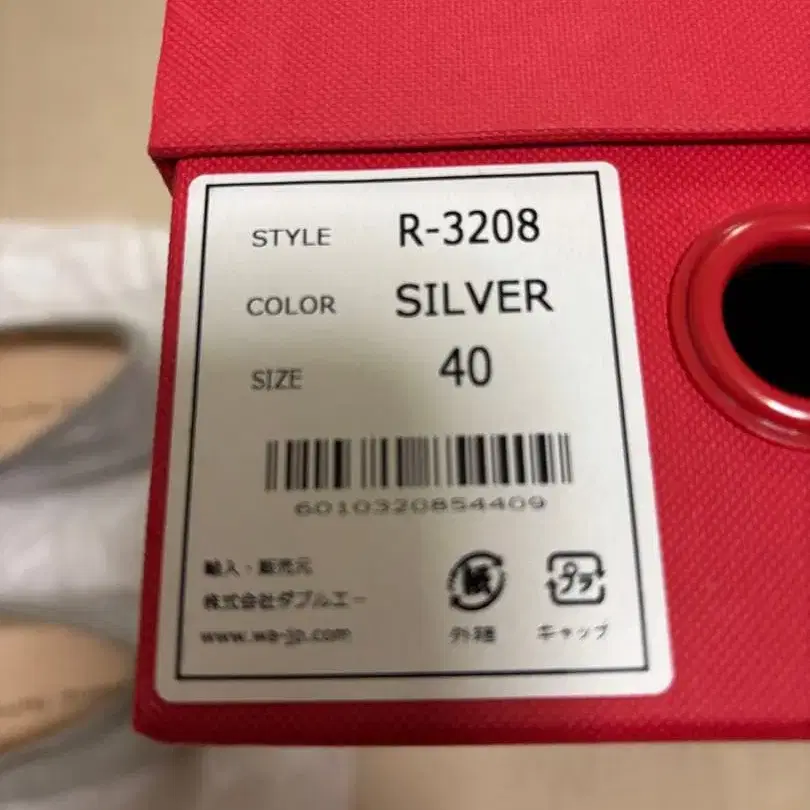 STYLE R-3208
COLOR SILVER
SIZE 40
6010320854409
輸入・販売元
株式会社ダブルエー
www.wa-jp.com
紙
外箱
プラ
キャップ